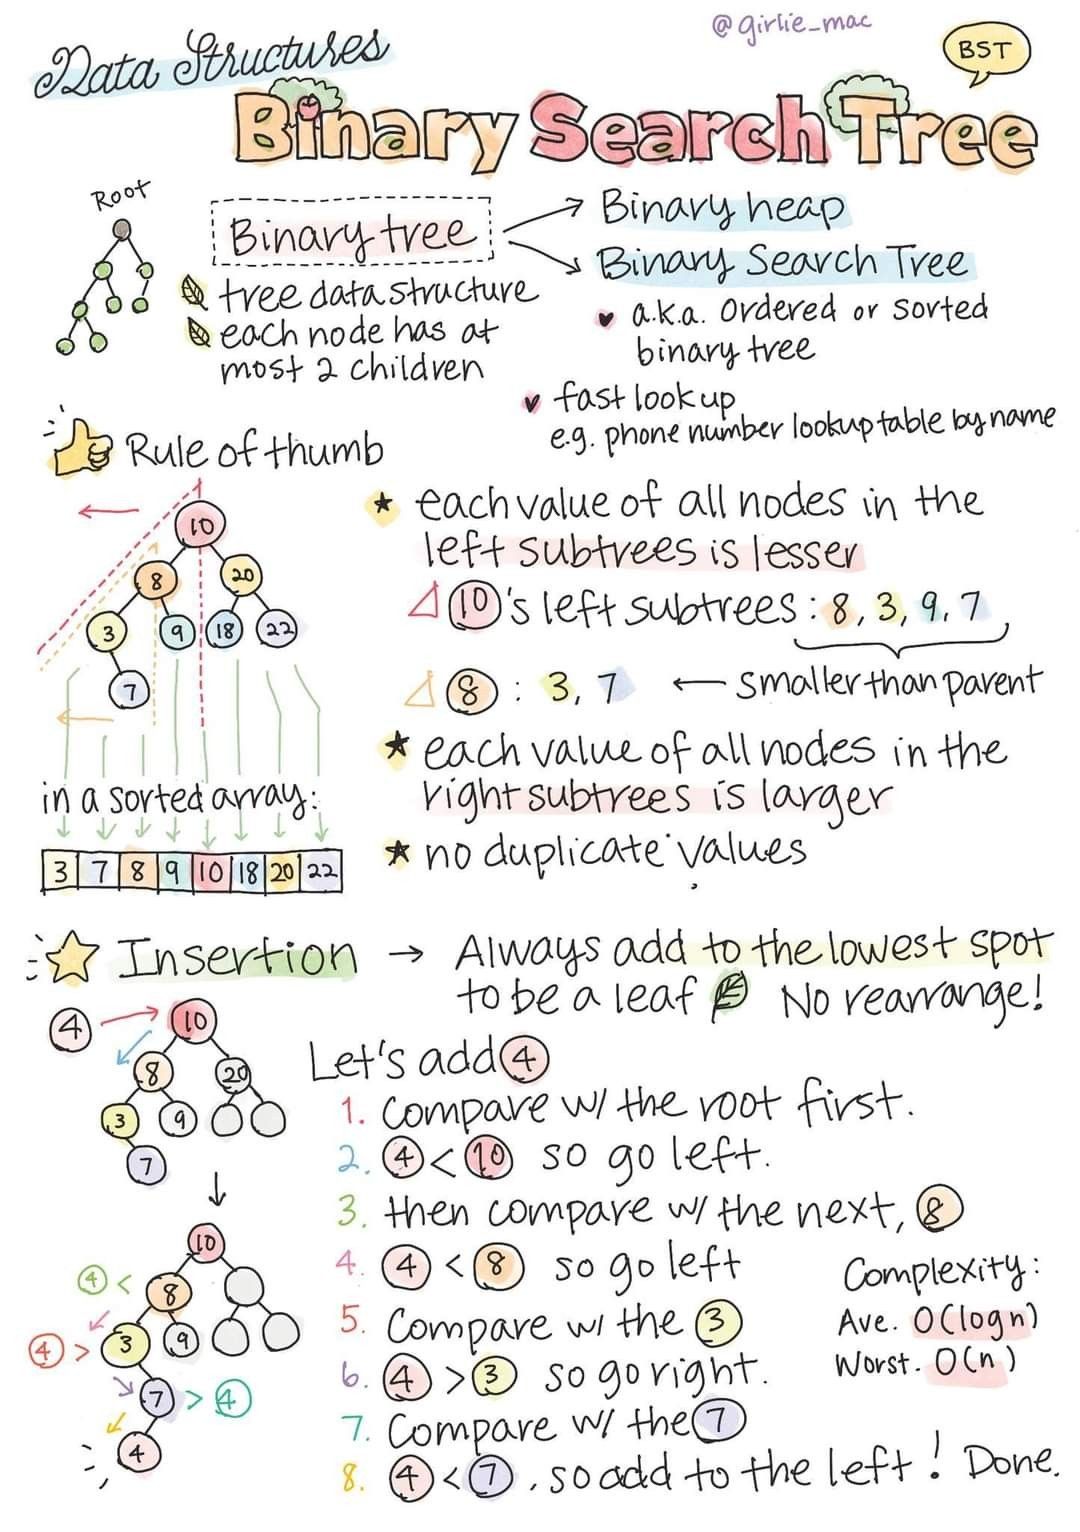 @girlie_mac
Data Structures
BST
Binary Search Tree
Root
Binary tree
Binary heap
Binary Search Tree
tree data structure
each node has at
most 2 children
a.k.a. Ordered or sorted
binary tree
fast lookup
e.g. phone number lookup table by name
Rule of thumb
10
8
20
3
9
18
22
7
in a sorted array:
3 7 8 9 10 18 20 22
each value of all nodes in the
left subtrees is lesser
10's left subtrees: 8, 3, 9, 7
8 : 3, 7 ← smaller than parent
each value of all nodes in the
right subtrees is larger
no duplicate values
Insertion → Always add to the lowest spot
to be a leaf No rearrange!
4
10
8
20
3
9
7
Let's add 4
1. Compare w/ the root first.
2. 4 < 10 so go left.
3. then compare w/ the next, 8
4. 4 < 8 so go left
5. Compare w/ the 3
6. 4 > 3 so go right.
7. Compare w/ the 7
8. 4 < 7, so add to the left! Done.
10
4 < 8
4 > 3
9
7 > 4
4
Complexity:
Ave. O(logn)
Worst. O(n)